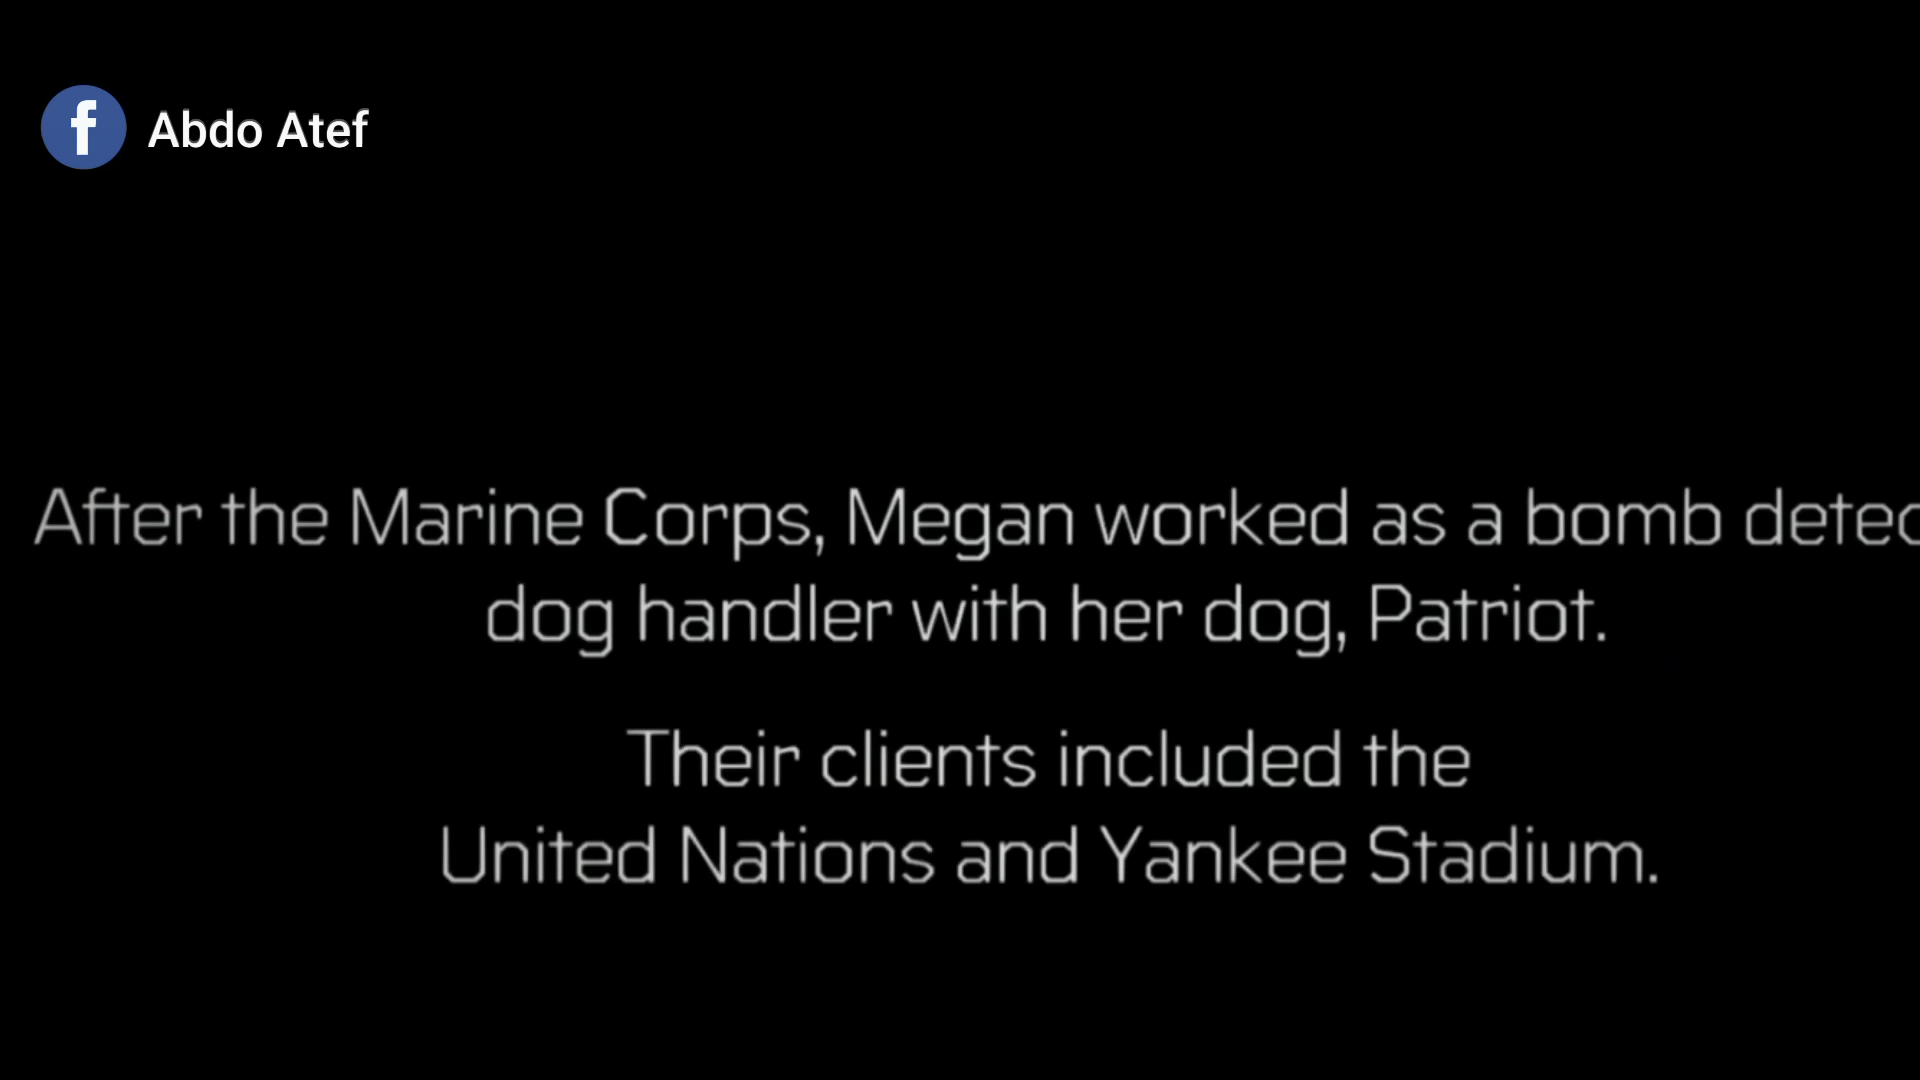 Abdo Atef
After the Marine Corps, Megan worked as a bomb detec
dog handler with her dog, Patriot.
Their clients included the
United Nations and Yankee Stadium.